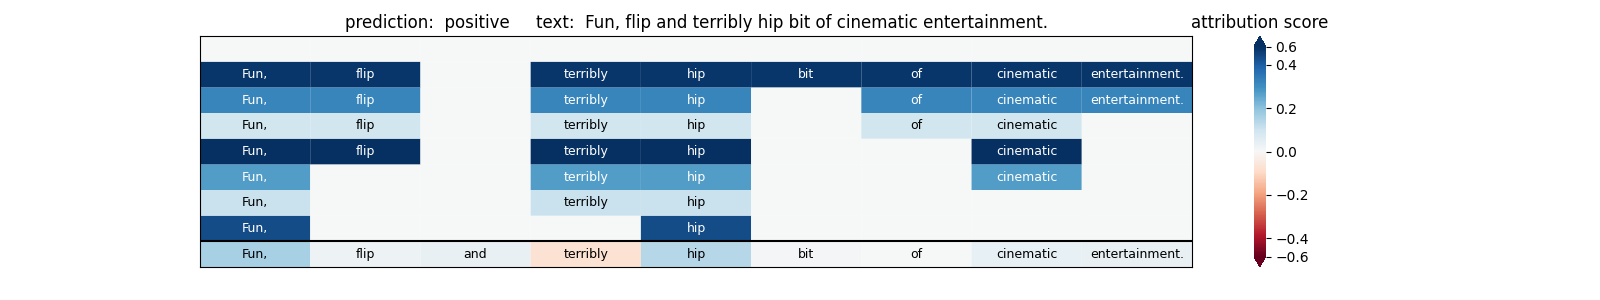 prediction:  positive     text:  Fun, flip and terribly hip bit of cinematic entertainment.
attribution score
Fun, flip terribly hip bit of cinematic entertainment.
Fun, flip terribly hip of cinematic entertainment.
Fun, flip terribly hip of cinematic
Fun, flip terribly hip cinematic
Fun, terribly hip cinematic
Fun, terribly hip
Fun, hip
Fun, flip and terribly hip bit of cinematic entertainment.
0.6
0.4
0.2
0.0
−0.2
−0.4
−0.6